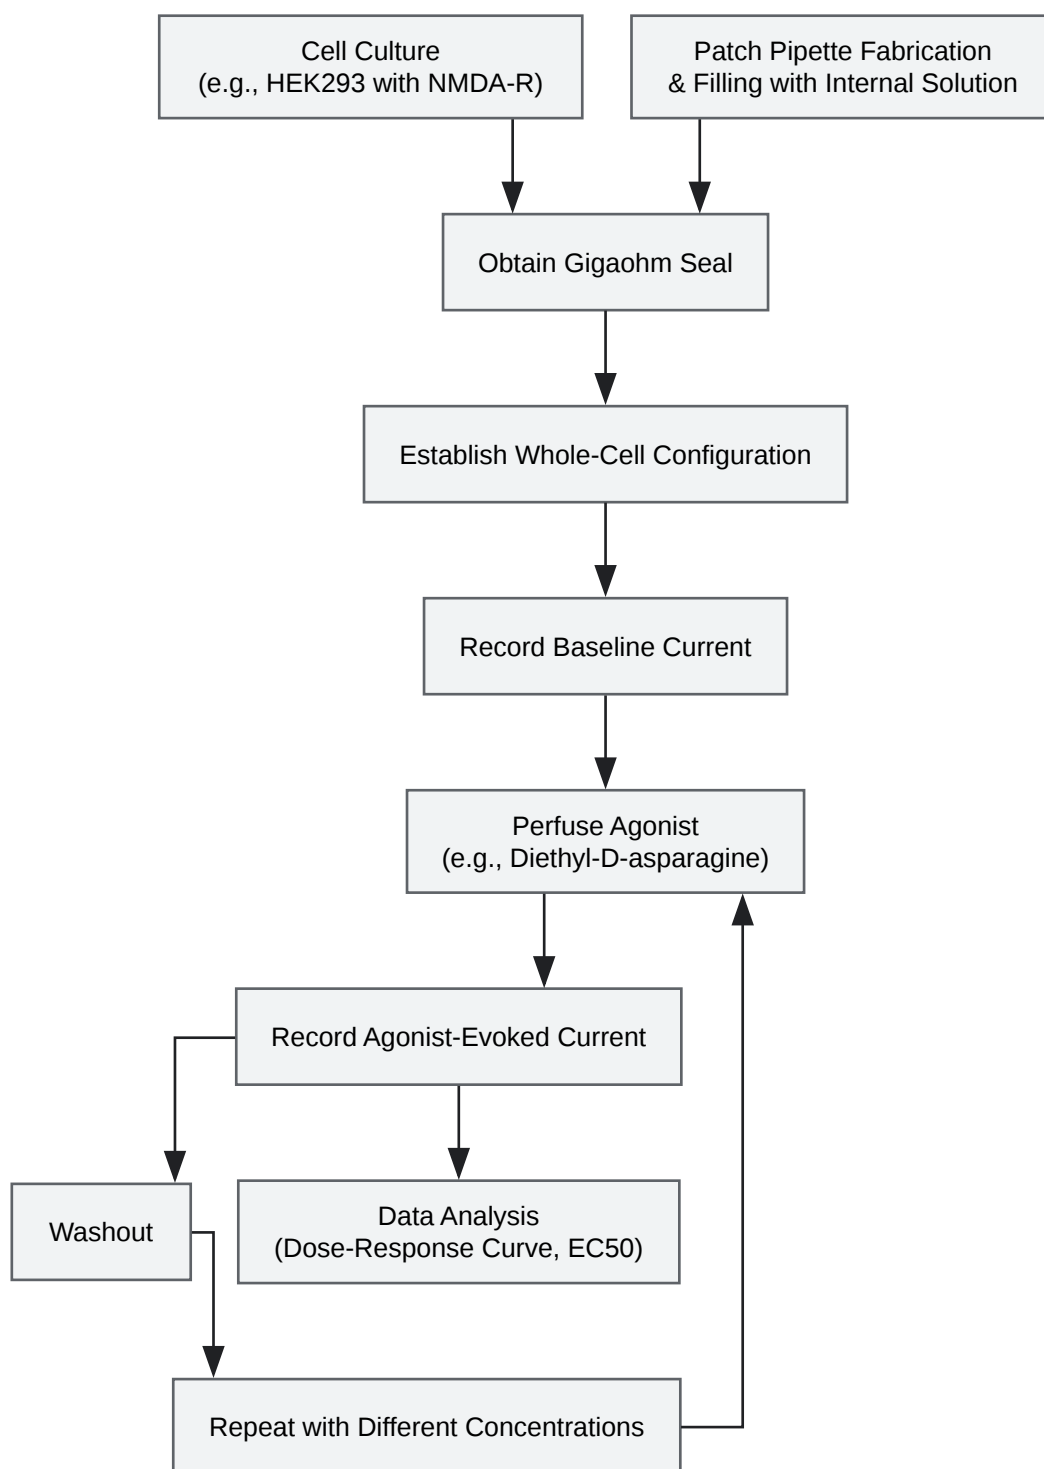 Cell Culture
(e.g., HEK293 with NMDA-R)
Patch Pipette Fabrication
& Filling with Internal Solution
Obtain Gigaohm Seal
Establish Whole-Cell Configuration
Record Baseline Current
Perfuse Agonist
(e.g., Diethyl-D-asparagine)
Record Agonist-Evoked Current
Washout
Data Analysis
(Dose-Response Curve, EC50)
Repeat with Different Concentrations